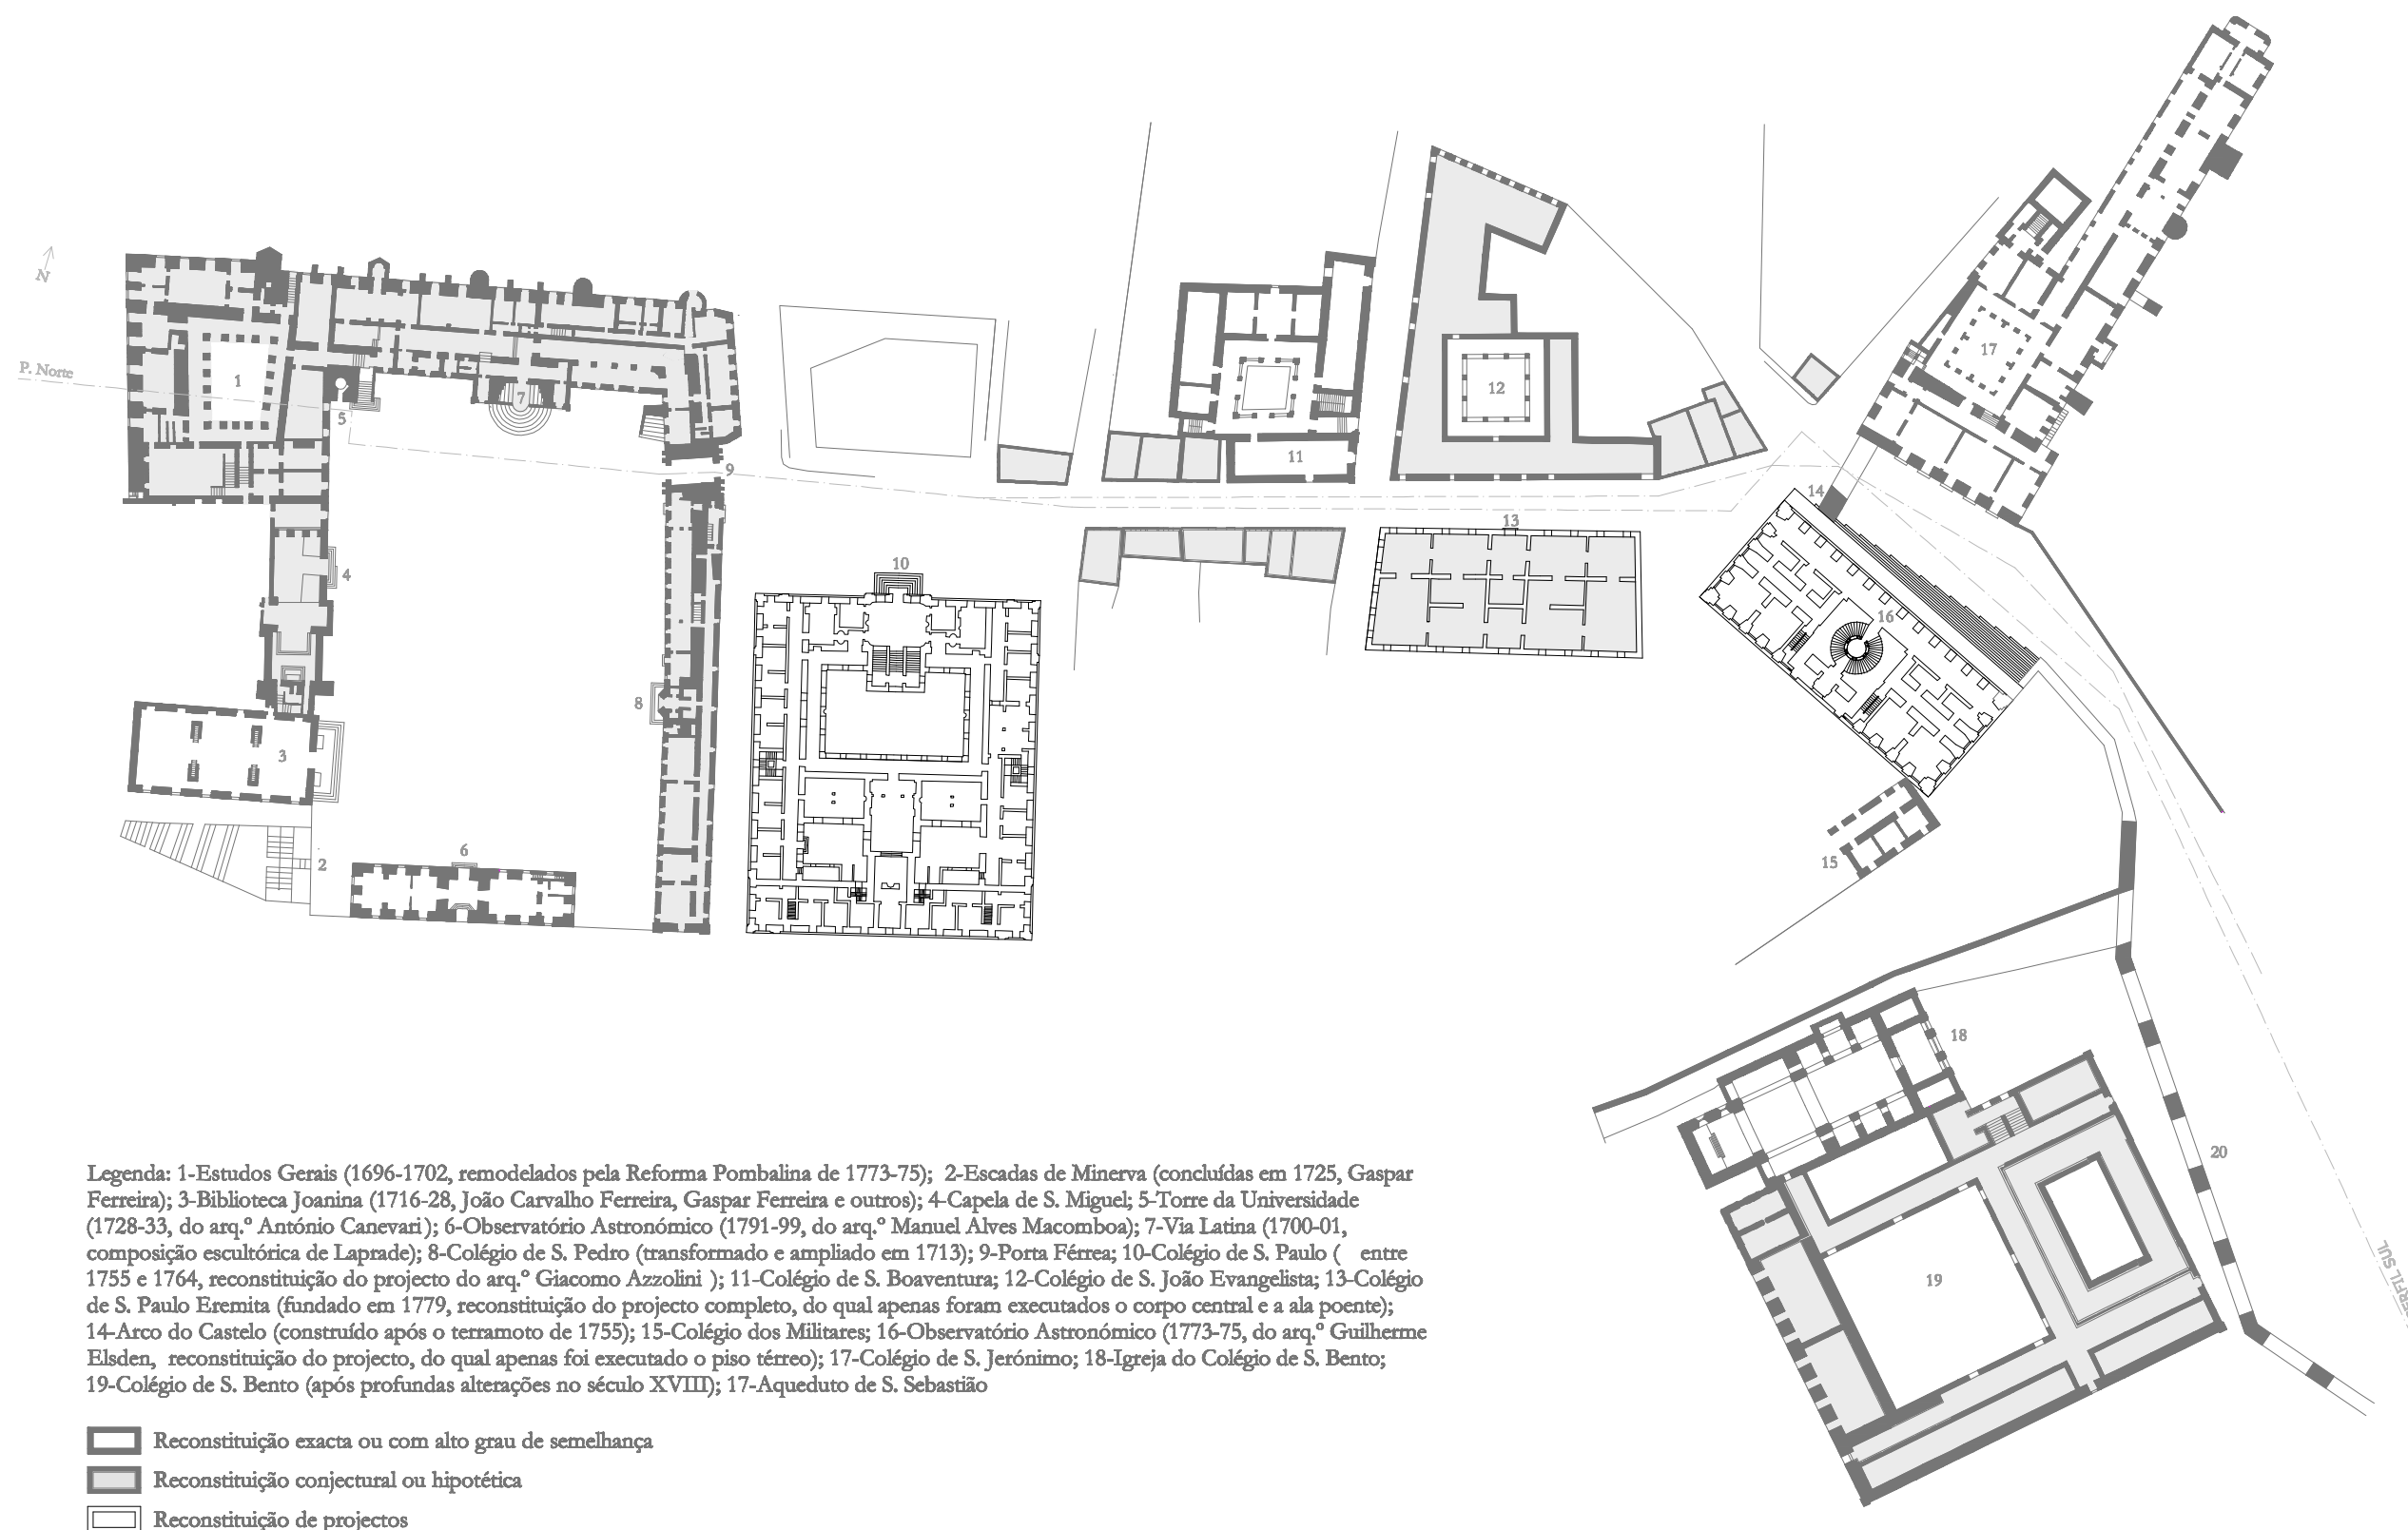 N
P. Norte
1
5
7
9
4
8
3
2
6
10
11
12
13
14
17
16
15
18
20
19
PERFIL SUL
Legenda: 1-Estudos Gerais (1696-1702, remodelados pela Reforma Pombalina de 1773-75); 2-Escadas de Minerva (concluídas em 1725, Gaspar
Ferreira); 3-Biblioteca Joanina (1716-28, João Carvalho Ferreira, Gaspar Ferreira e outros); 4-Capela de S. Miguel; 5-Torre da Universidade
(1728-33, do arq.º António Canevari); 6-Observatório Astronómico (1791-99, do arq.º Manuel Alves Macomboa); 7-Via Latina (1700-01,
composição escultórica de Laprade); 8-Colégio de S. Pedro (transformado e ampliado em 1713); 9-Porta Férrea; 10-Colégio de S. Paulo ( entre
1755 e 1764, reconstituição do projecto do arq.º Giacomo Azzolini ); 11-Colégio de S. Boaventura; 12-Colégio de S. João Evangelista; 13-Colégio
de S. Paulo Eremita (fundado em 1779, reconstituição do projecto completo, do qual apenas foram executados o corpo central e a ala poente);
14-Arco do Castelo (construído após o terramoto de 1755); 15-Colégio dos Militares; 16-Observatório Astronómico (1773-75, do arq.º Guilherme
Elsden, reconstituição do projecto, do qual apenas foi executado o piso térreo); 17-Colégio de S. Jerónimo; 18-Igreja do Colégio de S. Bento;
19-Colégio de S. Bento (após profundas alterações no século XVIII); 17-Aqueduto de S. Sebastião
Reconstituição exacta ou com alto grau de semelhança
Reconstituição conjectural ou hipotética
Reconstituição de projectos